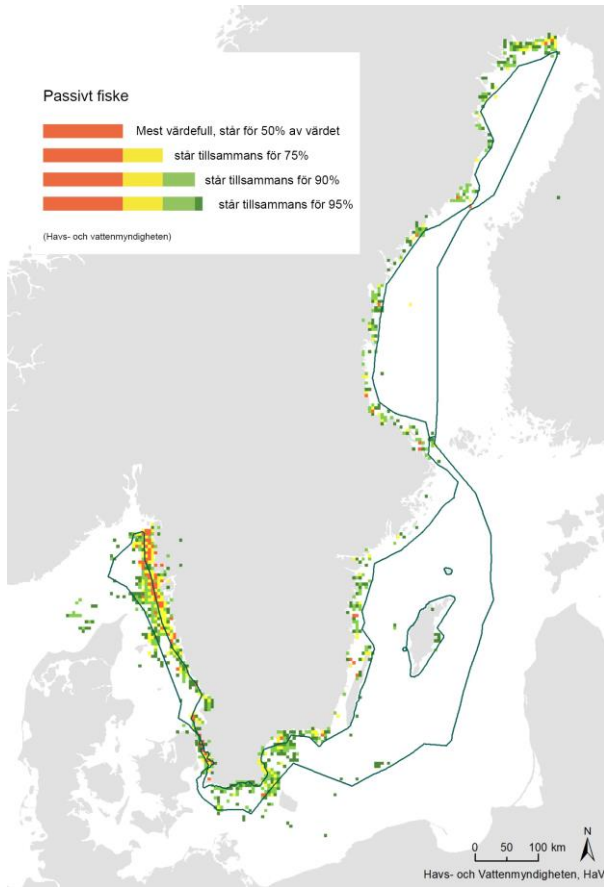 Passivt fiske
Mest värdefull, står för 50% av värdet
står tillsammans för 75%
står tillsammans för 90%
står tillsammans för 95%
(Havs- och vattenmyndigheten)
N
0 50 100 km
Havs- och Vattenmyndigheten, HaV